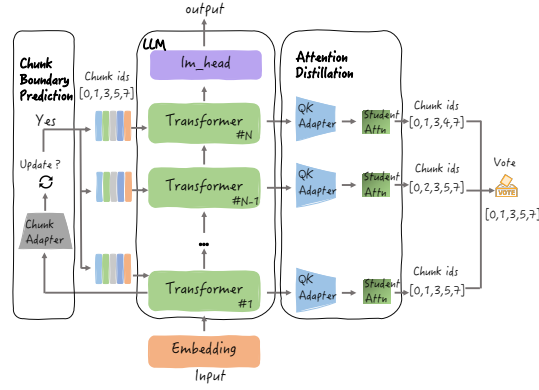 output
LLM
lm_head
Chunk
Boundary
Prediction
Chunk ids
[0,1,3,5,7]
Attention
Distillation
Yes
Transformer
#N
QK
Adapter
Student
Attn
Chunk ids
[0,1,3,4,7]
Update ?
Transformer
#N-1
QK
Adapter
Student
Attn
Chunk ids
[0,2,3,5,7]
Vote
VOTE
[0,1,3,5,7]
Chunk
Adapter
...
Transformer
#1
QK
Adapter
Student
Attn
Chunk ids
[0,1,3,5,7]
Embedding
Input